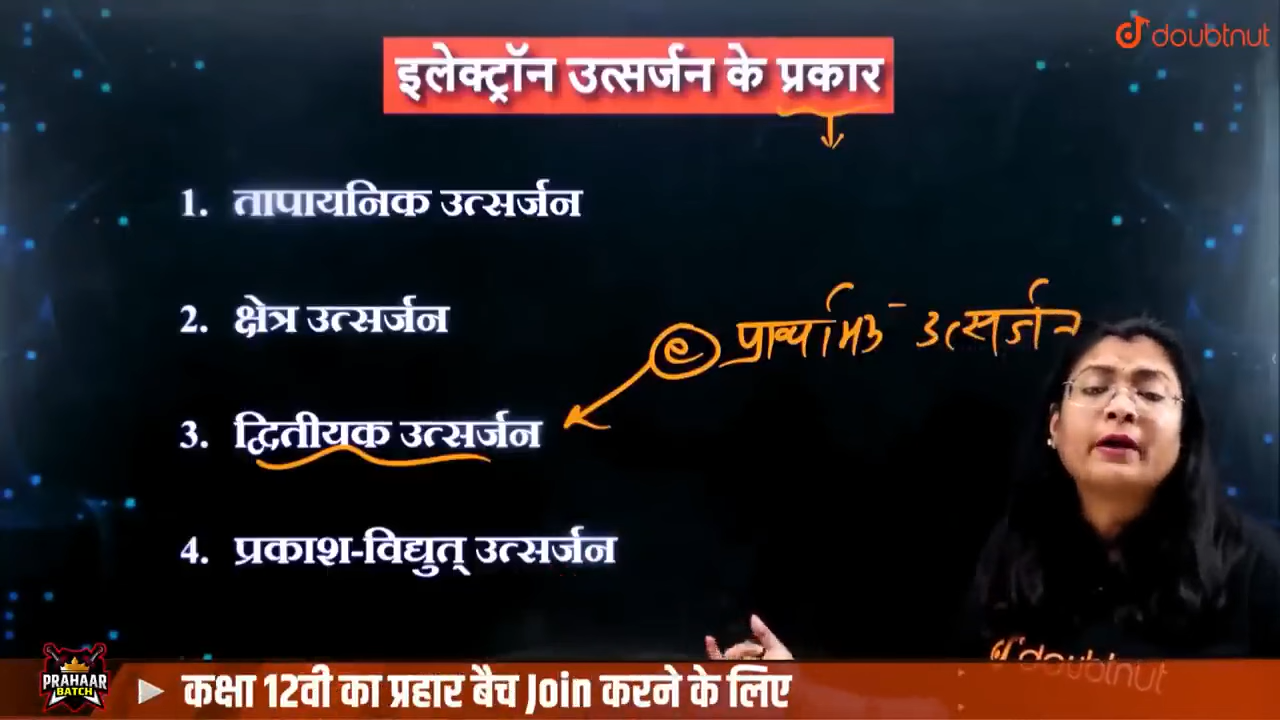 doubtnut
इलेक्ट्रॉन उत्सर्जन के प्रकार
1. तापायनिक उत्सर्जन
2. क्षेत्र उत्सर्जन
e उत्सर्जन
3. द्वितीयक उत्सर्जन
4. प्रकाश-विद्युत् उत्सर्जन
doubtnut
PRAHAAR
BATCH
कक्षा 12वी का प्रहार बैच Join करने के लिए